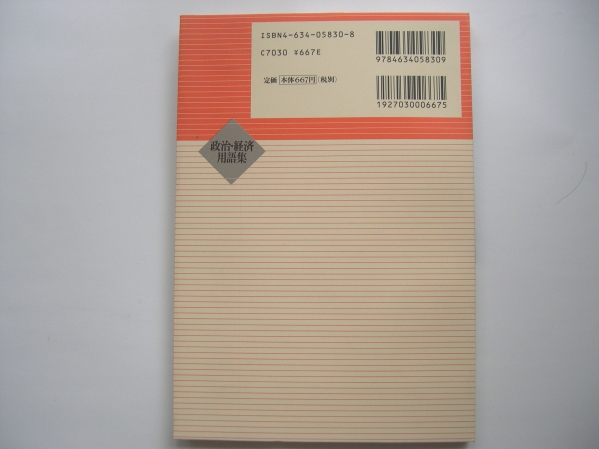 ISBN4-634-05830-8
C7030 ¥667E
定価 本体667円(税別)
9784634058309
1927030006675
政治・経済
用語集